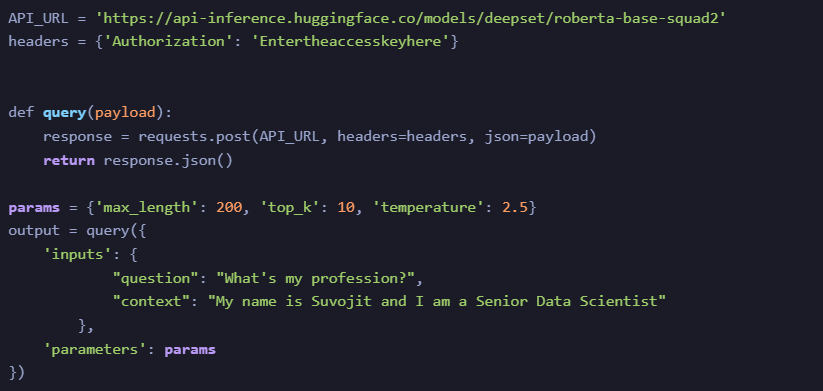 API_URL = 'https://api-inference.huggingface.co/models/deepset/roberta-base-squad2'
headers = {'Authorization': 'Entertheaccesskeyhere'}
def query(payload):
    response = requests.post(API_URL, headers=headers, json=payload)
    return response.json()
params = {'max_length': 200, 'top_k': 10, 'temperature': 2.5}
output = query({
    'inputs': {
            "question": "What's my profession?",
            "context": "My name is Suvojit and I am a Senior Data Scientist"
        },
    'parameters': params
})